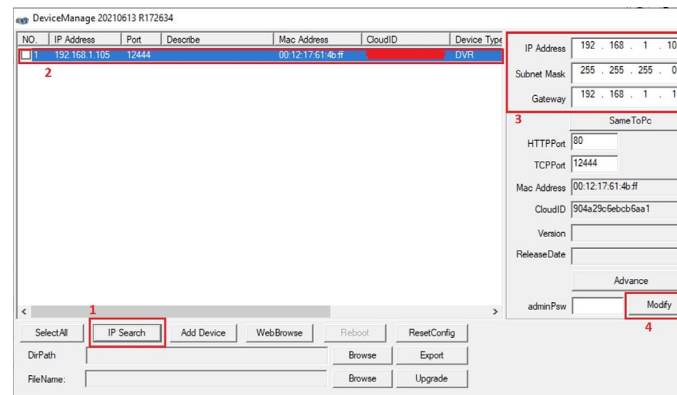 DeviceManage 20210613 R172634
NO. IP Address Port Describe Mac Address CloudID Device Type
1 192.168.1.105 12444 00:12:17:61:4b:ff DVR
2
IP Address 192 . 168 . 1 . 10
Subnet Mask 255 . 255 . 255 . 0
Gateway 192 . 168 . 1 . 1
3
SameToPc
HTTPPort 80
TCPPort 12444
Mac Address 00:12:17:61:4b:ff
CloudID 904a29c6ebcb6aa1
Version
ReleaseDate
Advance
adminPsw Modify
4
1
SelectAll IP Search Add Device WebBrowse Reboot ResetConfig
DirPath Browse Export
FileName: Browse Upgrade